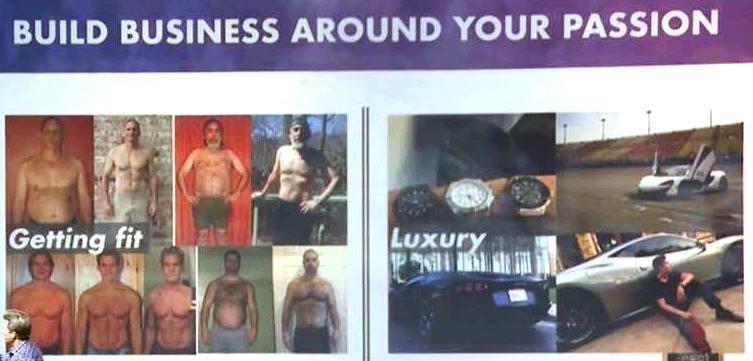 BUILD BUSINESS AROUND YOUR PASSION
Getting fit
Luxury